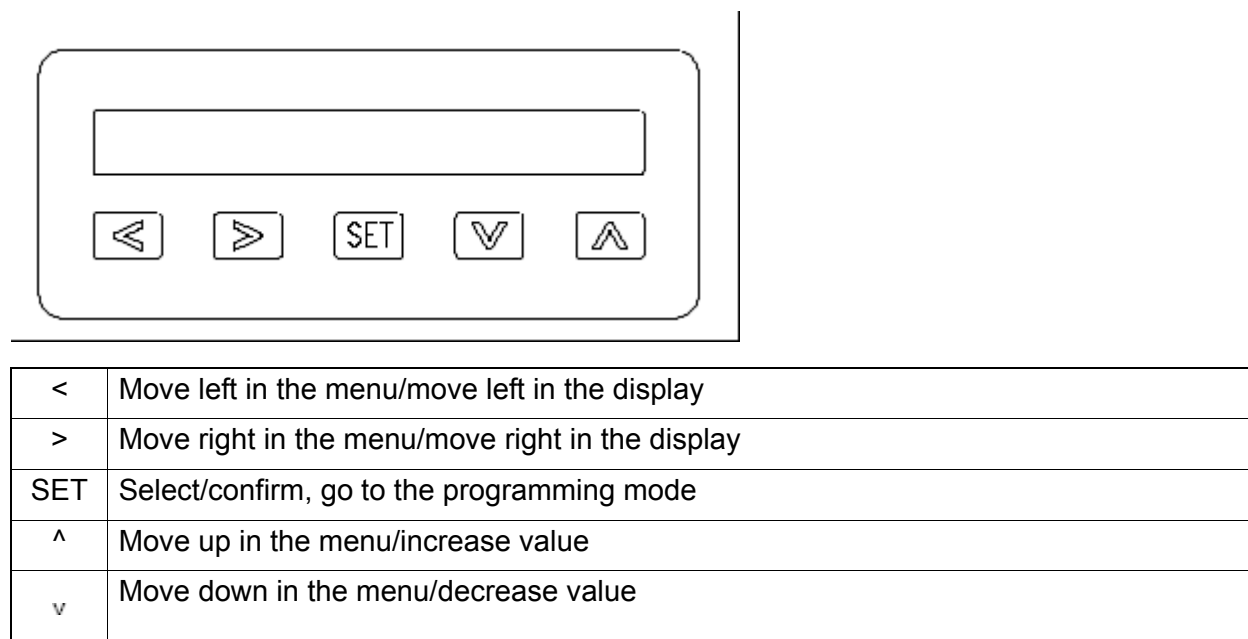 < > SET v ^
< Move left in the menu/move left in the display
> Move right in the menu/move right in the display
SET Select/confirm, go to the programming mode
^ Move up in the menu/increase value
v Move down in the menu/decrease value